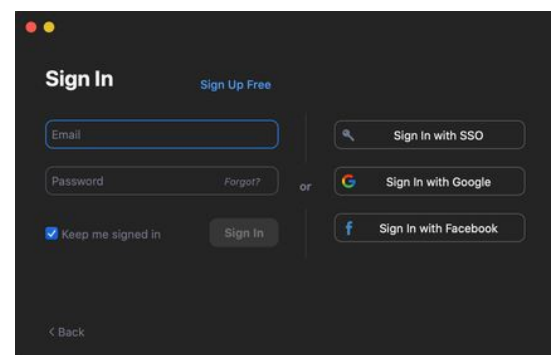 Sign In
Sign Up Free
Email
Password
Forgot?
Keep me signed in
Sign In
or
Sign In with SSO
Sign In with Google
Sign In with Facebook
< Back